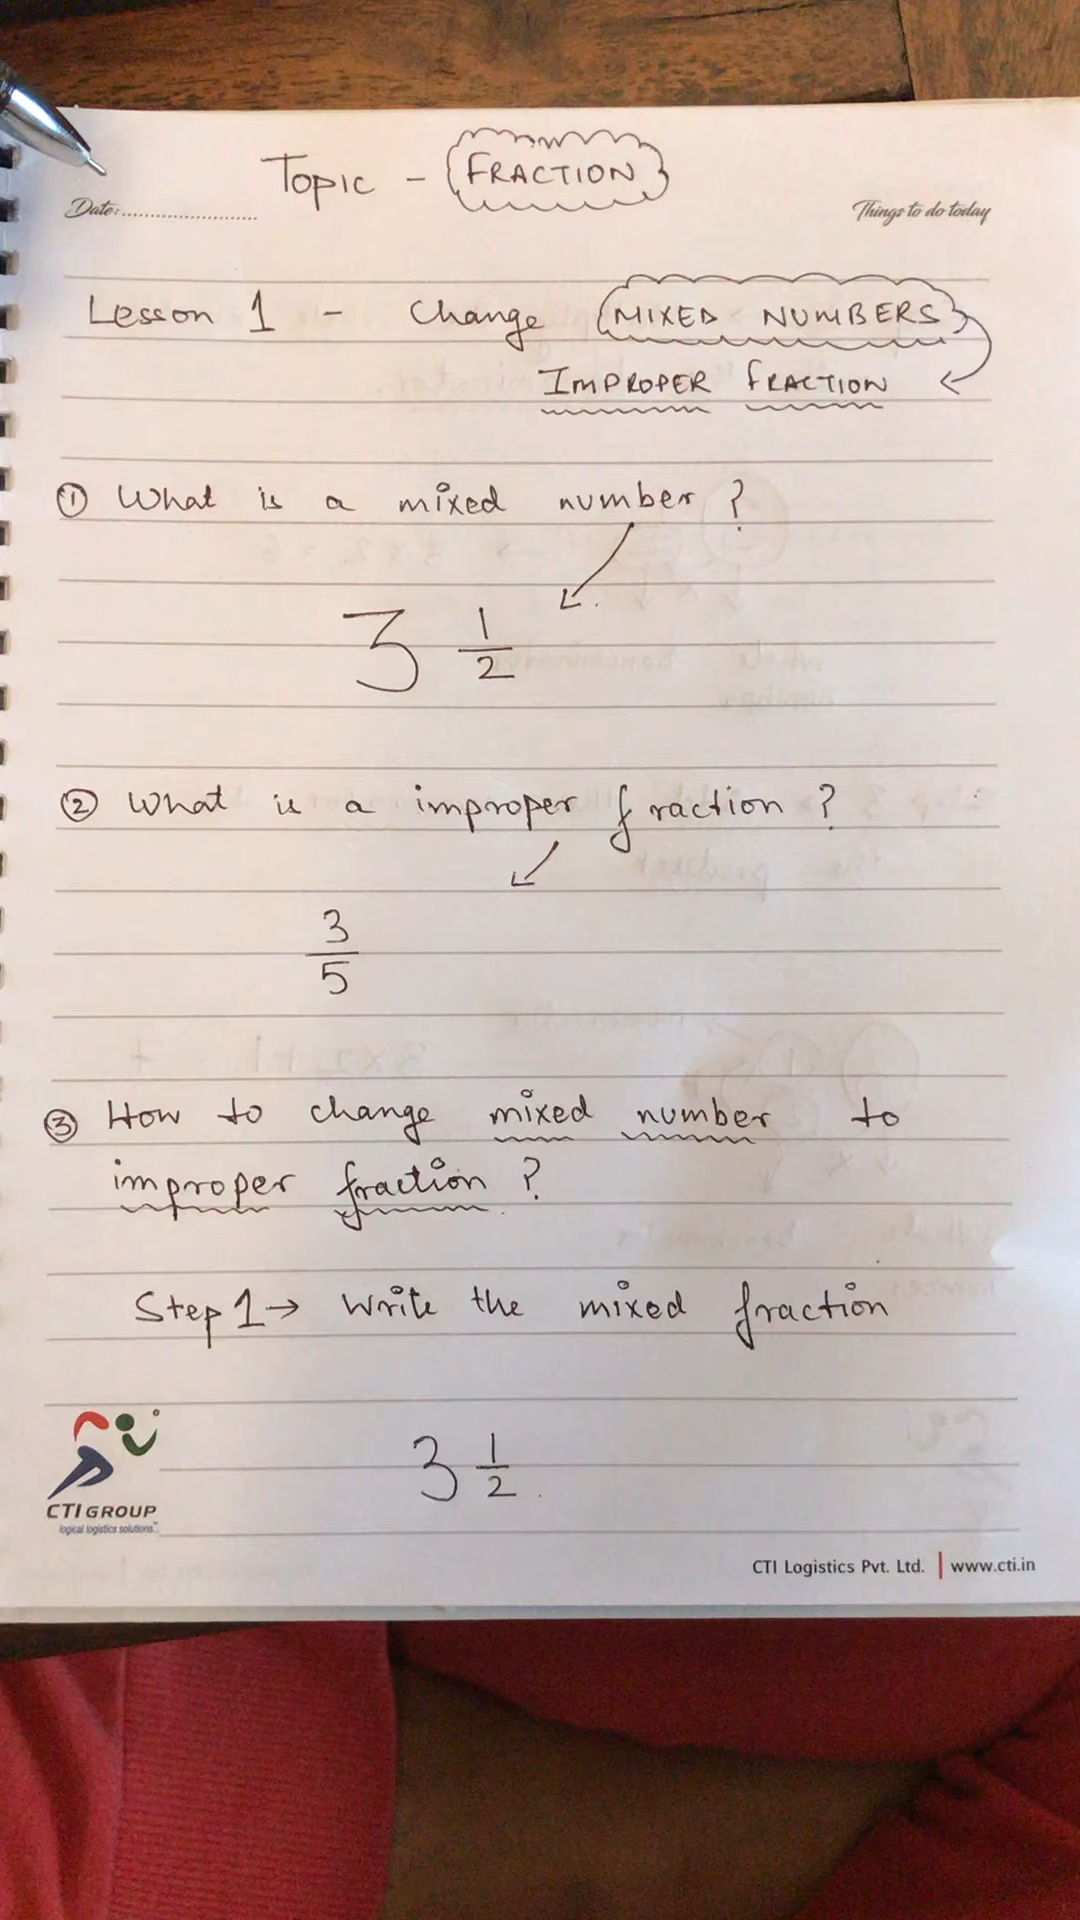 Topic - FRACTION
Date:......................
Things to do today
Lesson 1 - Change MIXED NUMBERS
IMPROPER FRACTION
① What is a mixed number ?
3 1/2
② What is a improper fraction ?
3/5
③ How to change mixed number to
improper fraction ?
Step 1 → Write the mixed fraction
3 1/2
CTI GROUP
logical logistics solutions
CTI Logistics Pvt. Ltd. | www.cti.in